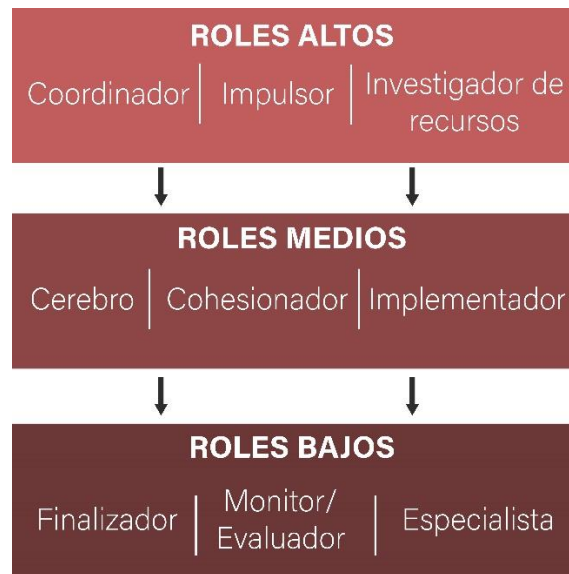 ROLES ALTOS
Coordinador Impulsor Investigador de
recursos
ROLES MEDIOS
Cerebro Cohesionador Implementador
ROLES BAJOS
Finalizador Monitor/
Evaluador Especialista